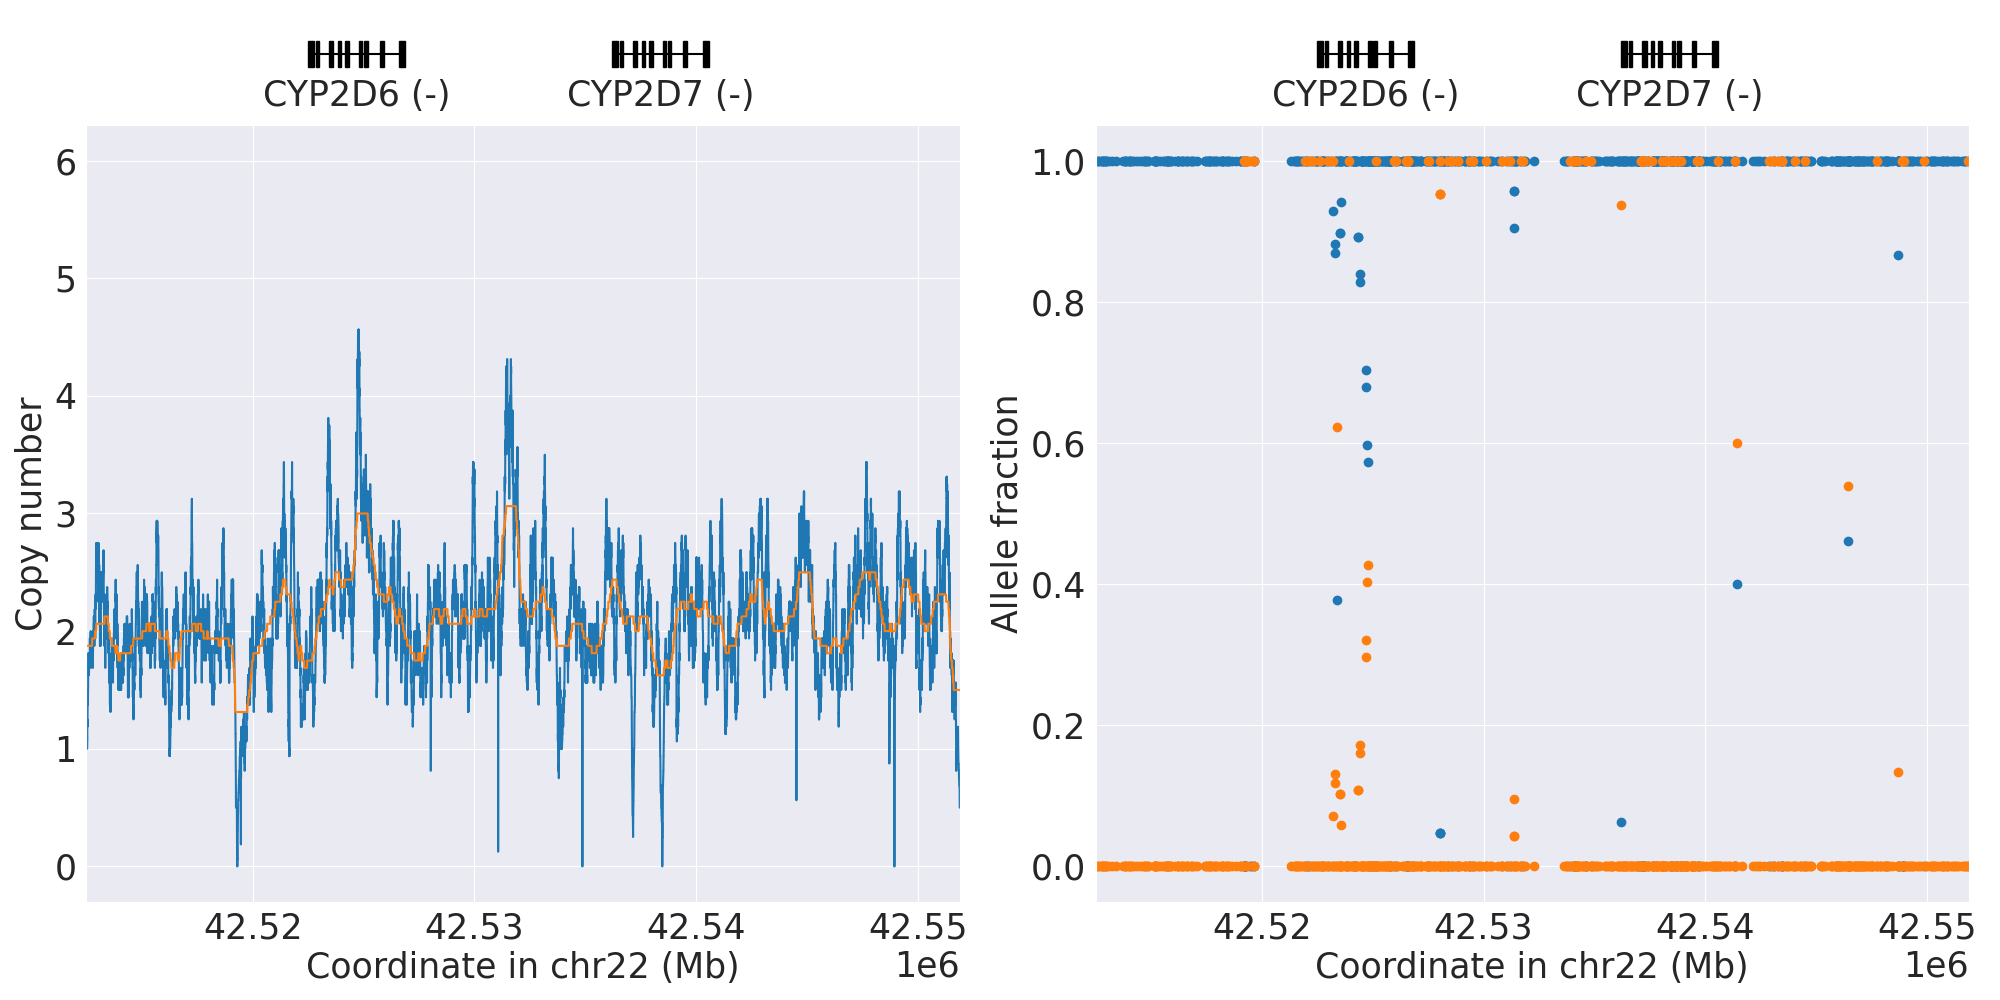 CYP2D6 (-)
CYP2D7 (-)
Copy number
6
5
4
3
2
1
0
42.52
42.53
42.54
42.55
Coordinate in chr22 (Mb)
1e6
CYP2D6 (-)
CYP2D7 (-)
Allele fraction
1.0
0.8
0.6
0.4
0.2
0.0
42.52
42.53
42.54
42.55
Coordinate in chr22 (Mb)
1e6